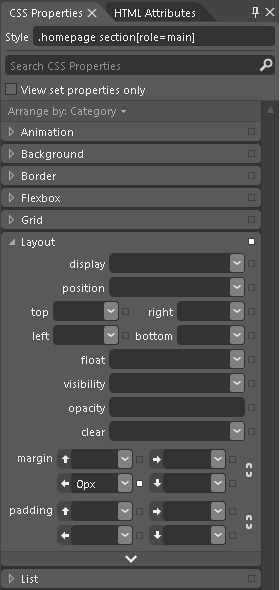 CSS Properties HTML Attributes
Style .homepage section[role=main]
Search CSS Properties
View set properties only
Arrange by: Category
Animation
Background
Border
Flexbox
Grid
Layout
display
position
top right
left bottom
float
visibility
opacity
clear
margin
0px
padding
List